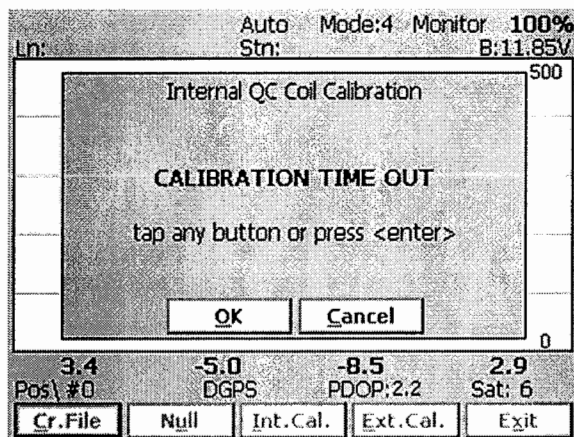 Auto Mode:4 Monitor 100%
Ln: Stn: B:11.85V
500
Internal QC Coil Calibration
CALIBRATION TIME OUT
tap any button or press <enter>
OK Cancel
0
3.4 -5.0 -8.5 2.9
Pos\ #0 DGPS PDOP:2.2 Sat: 6
Cr.File Null Int.Cal. Ext.Cal. Exit